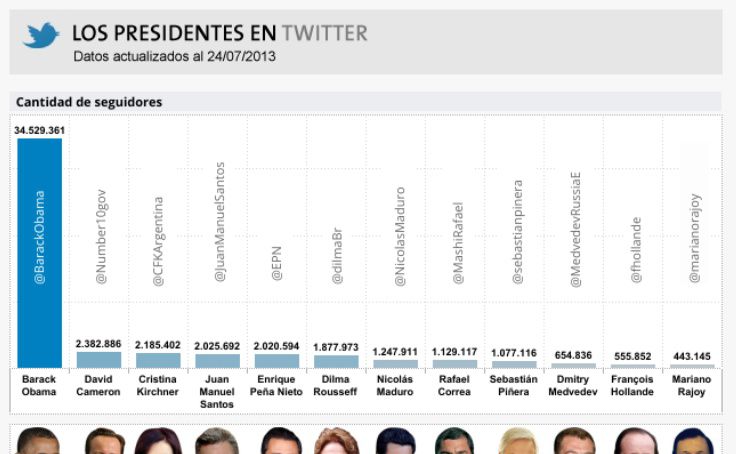 LOS PRESIDENTES EN TWITTER
Datos actualizados al 24/07/2013
Cantidad de seguidores
34.529.361
@BarackObama
@Number10gov
@CFKArgentina
@JuanManuelSantos
@EPN
@dilmaBr
@NicolasMaduro
@MashiRafael
@sebastianpinera
@MedvedevRussiaE
@fhollande
@marianorajoy
2.382.886
2.185.402
2.025.692
2.020.594
1.877.973
1.247.911
1.129.117
1.077.116
654.836
555.852
443.145
Barack
Obama
David
Cameron
Cristina
Kirchner
Juan
Manuel
Santos
Enrique
Peña Nieto
Dilma
Rousseff
Nicolás
Maduro
Rafael
Correa
Sebastián
Piñera
Dmitry
Medvedev
François
Hollande
Mariano
Rajoy